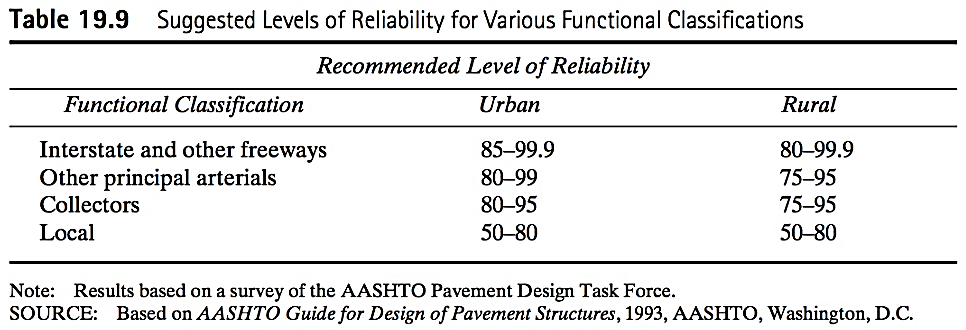 Table 19.9 Suggested Levels of Reliability for Various Functional Classifications
Recommended Level of Reliability
Functional Classification Urban Rural
Interstate and other freeways 85–99.9 80–99.9
Other principal arterials 80–99 75–95
Collectors 80–95 75–95
Local 50–80 50–80
Note: Results based on a survey of the AASHTO Pavement Design Task Force.
SOURCE: Based on AASHTO Guide for Design of Pavement Structures, 1993, AASHTO, Washington, D.C.